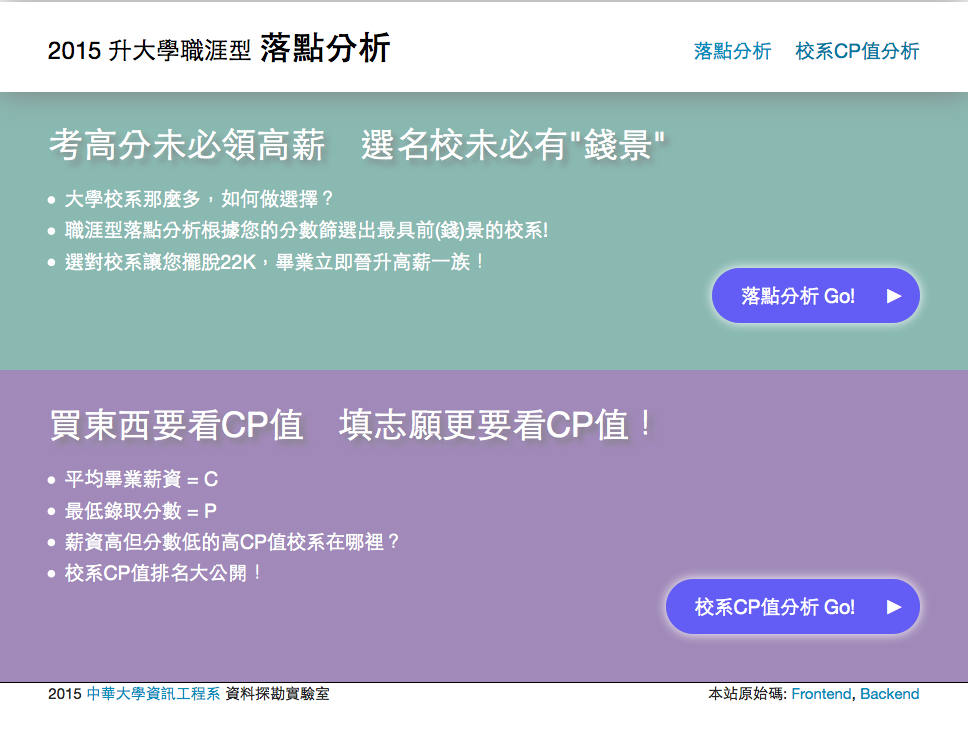 2015 升大學職涯型 落點分析
落點分析 校系CP值分析
考高分未必領高薪 選名校未必有"錢景"
大學校系那麼多，如何做選擇？
職涯型落點分析根據您的分數篩選出最具前(錢)景的校系!
選對校系讓您擺脫22K，畢業立即晉升高薪一族！
落點分析 Go! ►
買東西要看CP值 填志願更要看CP值！
平均畢業薪資 = C
最低錄取分數 = P
薪資高但分數低的高CP值校系在哪裡？
校系CP值排名大公開！
校系CP值分析 Go! ►
2015 中華大學資訊工程系 資料探勘實驗室
本站原始碼: Frontend, Backend